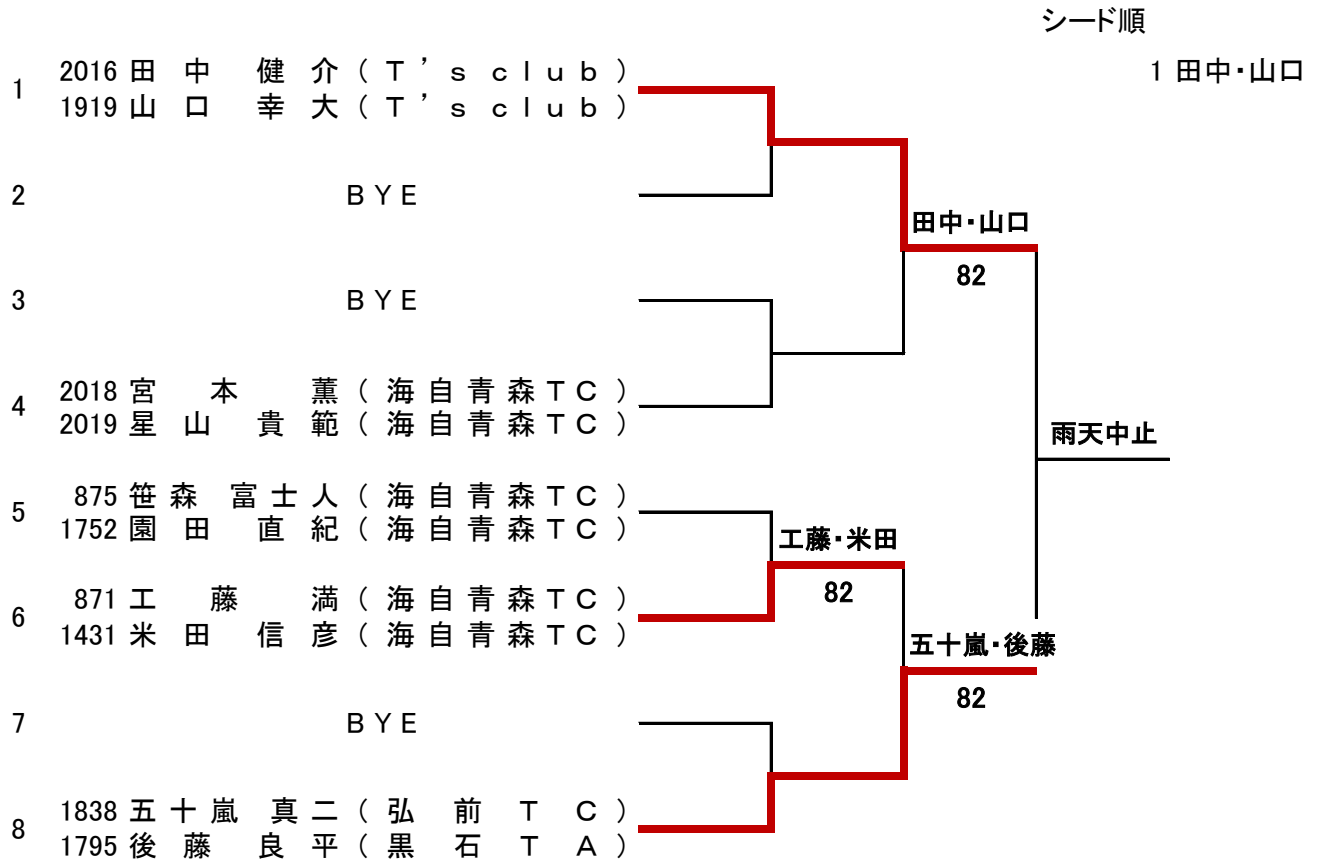 シード順
1 2016 田中 健介 (T’s club)
1919 山口 幸大 (T’s club)
1 田中・山口
2 BYE
田中・山口
82
3 BYE
4 2018 宮本 薫 (海自青森TC)
2019 星山 貴範 (海自青森TC)
雨天中止
5 875 笹森 富士人 (海自青森TC)
1752 園田 直紀 (海自青森TC)
工藤・米田
82
6 871 工藤 満 (海自青森TC)
1431 米田 信彦 (海自青森TC)
五十嵐・後藤
82
7 BYE
8 1838 五十嵐 真二 (弘前TC)
1795 後藤 良平 (黒石TA)